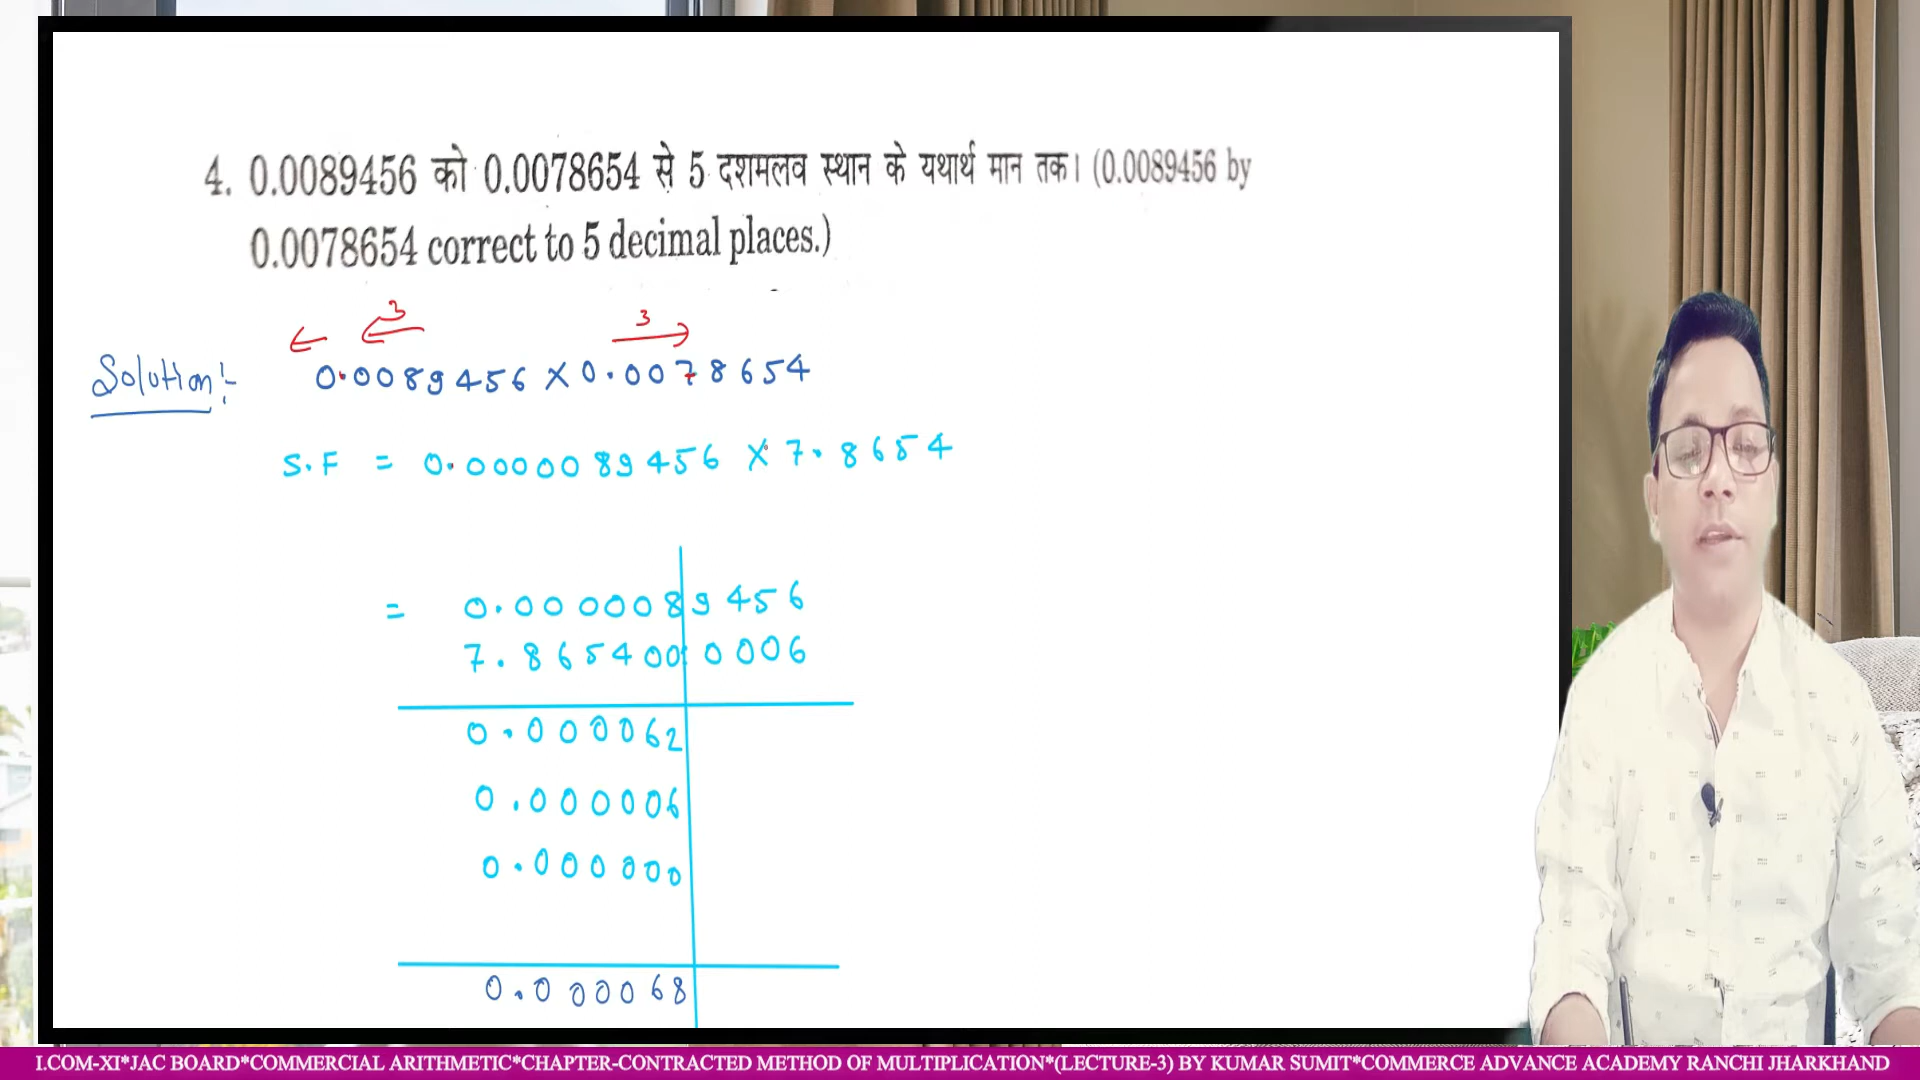 4. 0.0089456 को 0.0078654 से 5 दशमलव स्थान के यथार्थ मान तक। (0.0089456 by
0.0078654 correct to 5 decimal places.)
3 3
Solution:- 0.0089456 × 0.0078654
S.F = 0.0000089456 × 7.8654
= 0.0000089456
7.865400 0006
0.000062
0.000006
0.000000
0.000068
I.COM-XI*JAC BOARD*COMMERCIAL ARITHMETIC*CHAPTER-CONTRACTED METHOD OF MULTIPLICATION*(LECTURE-3) BY KUMAR SUMIT*COMMERCE ADVANCE ACADEMY RANCHI JHARKHAND